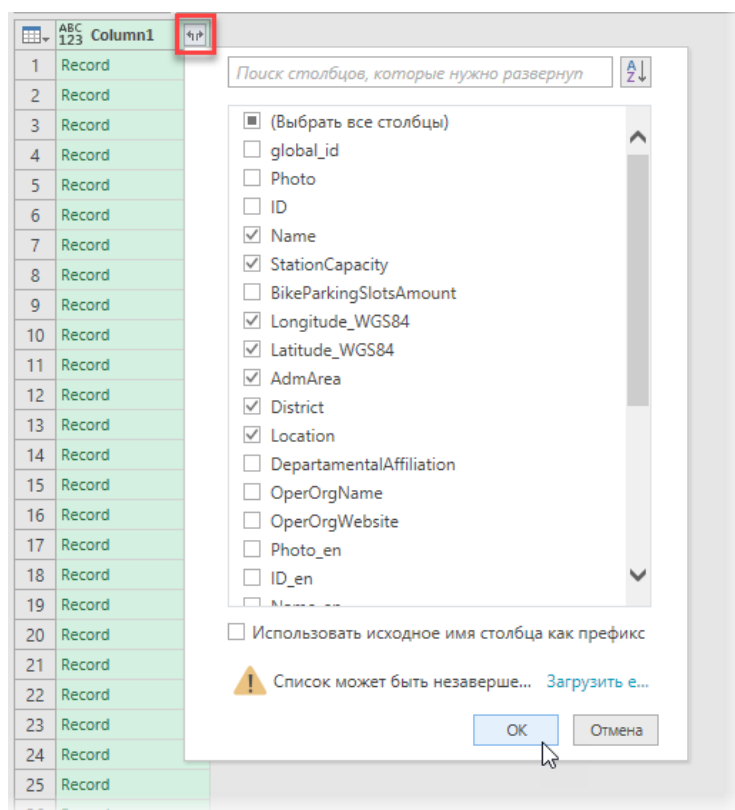 ABC 123 Column1
1 Record
2 Record
3 Record
4 Record
5 Record
6 Record
7 Record
8 Record
9 Record
10 Record
11 Record
12 Record
13 Record
14 Record
15 Record
16 Record
17 Record
18 Record
19 Record
20 Record
21 Record
22 Record
23 Record
24 Record
25 Record
Поиск столбцов, которые нужно развернуп
A Z
(Выбрать все столбцы)
global_id
Photo
ID
Name
StationCapacity
BikeParkingSlotsAmount
Longitude_WGS84
Latitude_WGS84
AdmArea
District
Location
DepartamentalAffiliation
OperOrgName
OperOrgWebsite
Photo_en
ID_en
Использовать исходное имя столбца как префикс
Список может быть незаверше... Загрузить е...
ОК Отмена